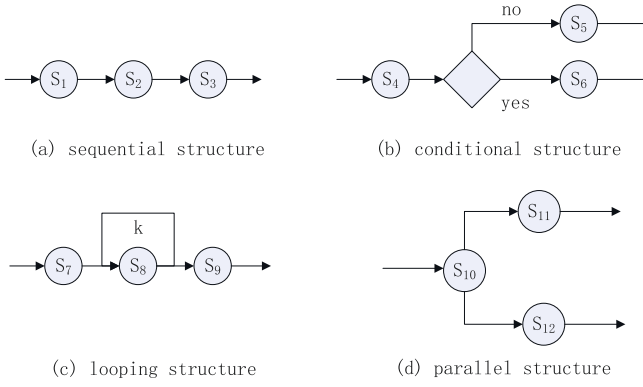 no
S₅
S₁ S₂ S₃ S₄ S₆
yes
(a) sequential structure (b) conditional structure
k
S₁₁
S₇ S₈ S₉ S₁₀
S₁₂
(c) looping structure (d) parallel structure